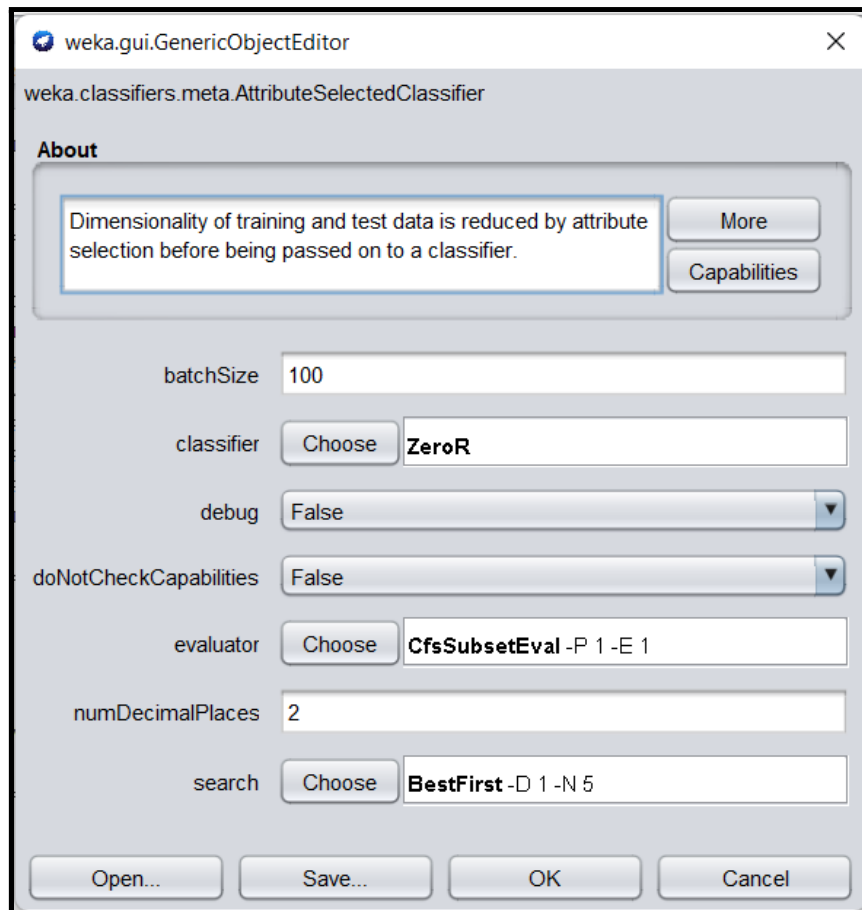 weka.gui.GenericObjectEditor
weka.classifiers.meta.AttributeSelectedClassifier
About
Dimensionality of training and test data is reduced by attribute
selection before being passed on to a classifier.
More
Capabilities
batchSize 100
classifier Choose ZeroR
debug False
doNotCheckCapabilities False
evaluator Choose CfsSubsetEval -P 1 -E 1
numDecimalPlaces 2
search Choose BestFirst -D 1 -N 5
Open... Save... OK Cancel